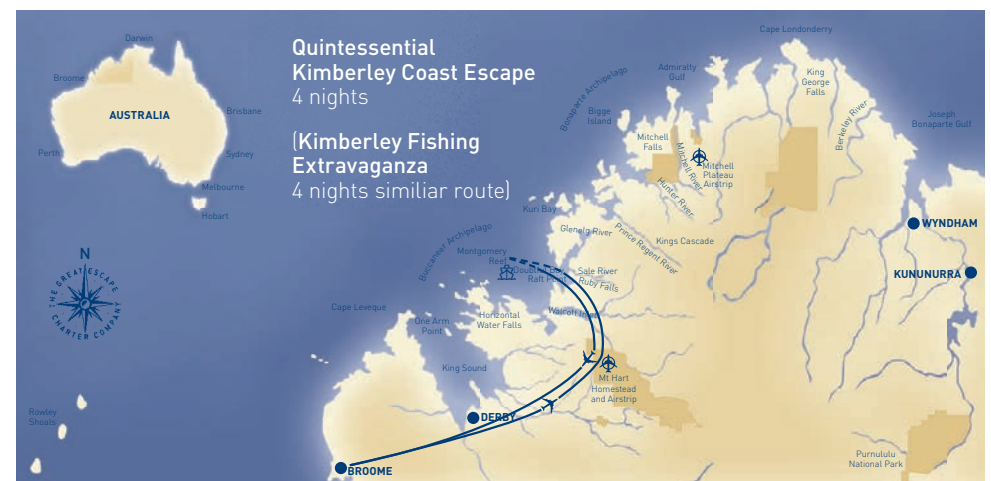 Quintessential
Kimberley Coast Escape
4 nights
(Kimberley Fishing
Extravaganza
4 nights similiar route)
Darwin
Broome
AUSTRALIA
Brisbane
Perth
Sydney
Melbourne
Hobart
N
THE GREAT ESCAPE
CHARTER COMPANY
Rowley
Shoals
Cape Londonderry
Admiralty
Gulf
Bonaparte Archipelago
Bigge
Island
King
George
Falls
Berkeley River
Joseph
Bonaparte Gulf
Mitchell
Falls
Mitchell River
Mitchell
Plateau
Airstrip
Hunter River
Kuri Bay
Glenelg River
Prince Regent River
Kings Cascade
WYNDHAM
KUNUNURRA
Buccaneer Archipelago
Montgomery
Reef
Doubtful Bay
Raft Point
Sale River
Ruby Falls
Cape Leveque
One Arm
Point
Horizontal
Water Falls
Walcott Inlet
King Sound
Mt Hart
Homestead
and Airstrip
DERBY
BROOME
Purnululu
National Park